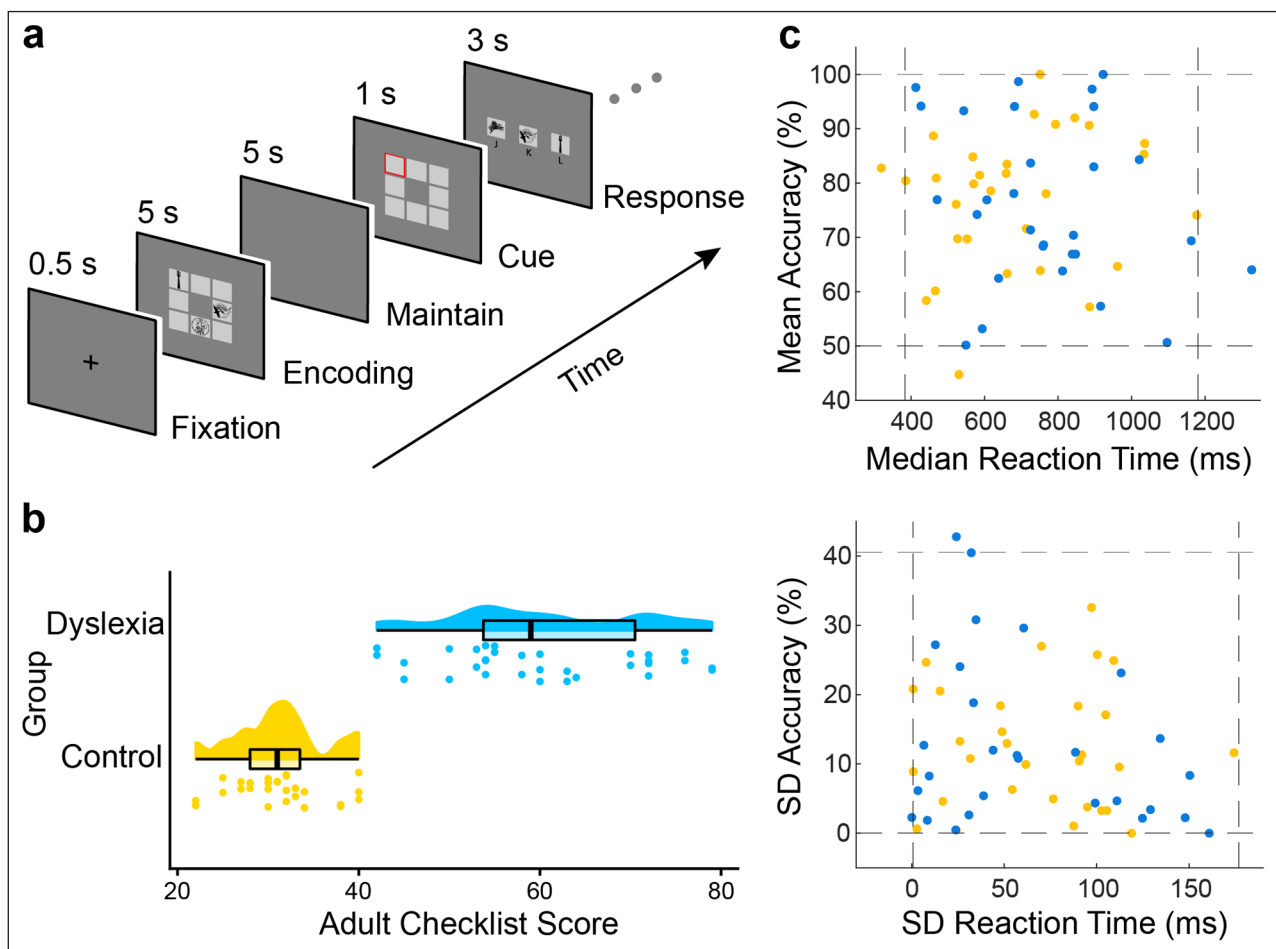 a
0.5 s
Fixation
5 s
Encoding
5 s
Maintain
1 s
Cue
3 s
J K L
Response
Time
b
Group
Dyslexia
Control
20 40 60 80
Adult Checklist Score
c
Mean Accuracy (%)
100
90
80
70
60
50
40
400 600 800 1000 1200
Median Reaction Time (ms)
SD Accuracy (%)
40
30
20
10
0
0 50 100 150
SD Reaction Time (ms)